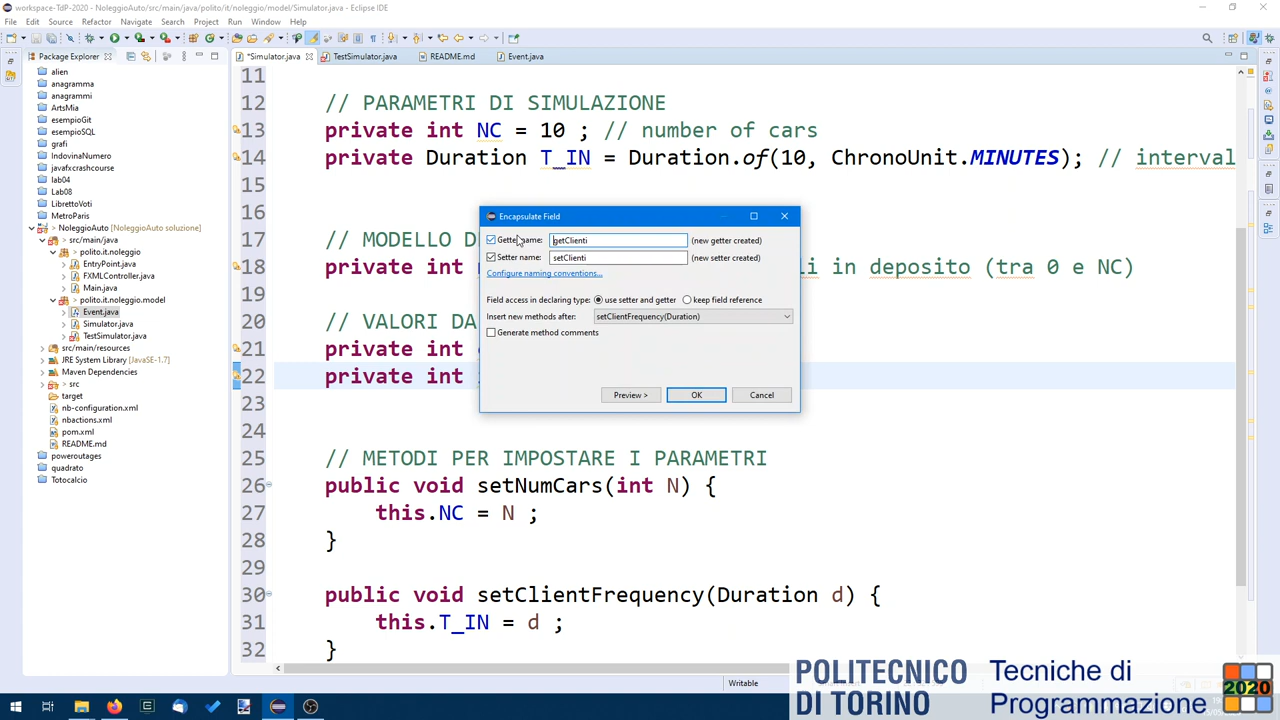 workspace-TdP-2020 - NoleggioAuto/src/main/java/polito/it/noleggio/model/Simulator.java - Eclipse IDE
File Edit Source Refactor Navigate Search Project Run Window Help
Package Explorer
*Simulator.java TestSimulator.java README.md Event.java
alien
anagramma
anagrammi
ArtsMia
esempioGit
esempioSQL
grafi
IndovinaNumero
javafxcrashcourse
lab04
Lab08
LibrettoVoti
MetroParis
NoleggioAuto [NoleggioAuto soluzione]
src/main/java
polito.it.noleggio
EntryPoint.java
FXMLController.java
Main.java
polito.it.noleggio.model
Event.java
Simulator.java
TestSimulator.java
src/main/resources
JRE System Library [JavaSE-1.7]
Maven Dependencies
src
target
nb-configuration.xml
nbactions.xml
pom.xml
README.md
poweroutages
quadrato
Totocalcio
11
12 // PARAMETRI DI SIMULAZIONE
13 private int NC = 10 ; // number of cars
14 private Duration T_IN = Duration.of(10, ChronoUnit.MINUTES); // interval
15
16
17 // MODELLO D
18 private int i in deposito (tra 0 e NC)
19
20 // VALORI DA
21 private int
22 private int
23
24
25 // METODI PER IMPOSTARE I PARAMETRI
26 public void setNumCars(int N) {
27 this.NC = N ;
28 }
30 public void setClientFrequency(Duration d) {
31 this.T_IN = d ;
32 }
Encapsulate Field
Getter name: getClienti (new getter created)
Setter name: setClienti (new setter created)
Configure naming conventions...
Field access in declaring type: use setter and getter keep field reference
Insert new methods after: setClientFrequency(Duration)
Generate method comments
Preview > OK Cancel
Writable
POLITECNICO
DI TORINO
Tecniche di
Programmazione
2020